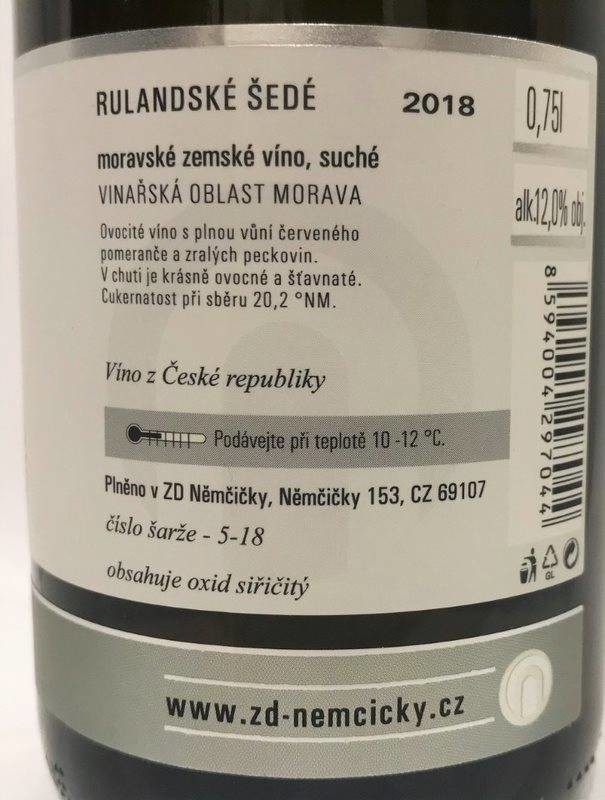 RULANDSKÉ ŠEDÉ 2018
0,75l
moravské zemské víno, suché
VINAŘSKÁ OBLAST MORAVA
alk.12,0% obj.
Ovocité víno s plnou vůní červeného
pomeranče a zralých peckovin.
V chuti je krásně ovocné a šťavnaté.
Cukernatost při sběru 20,2 °NM.
Víno z České republiky
8 594004 297044
Podávejte při teplotě 10 -12 °C.
Plněno v ZD Němčičky, Němčičky 153, CZ 69107
číslo šarže - 5-18
obsahuje oxid siřičitý
GL
www.zd-nemcicky.cz